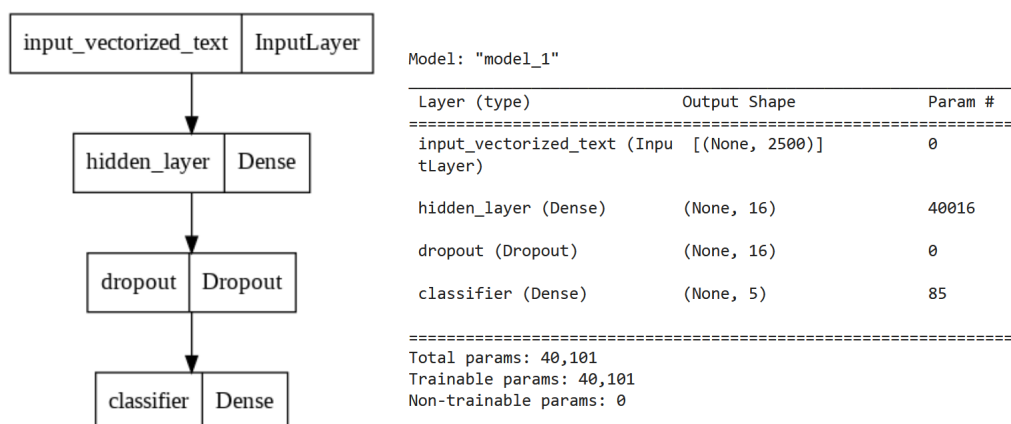 input_vectorized_text InputLayer
hidden_layer Dense
dropout Dropout
classifier Dense
Model: "model_1"
Layer (type) Output Shape Param #
input_vectorized_text (Inpu [(None, 2500)] 0
tLayer)
hidden_layer (Dense) (None, 16) 40016
dropout (Dropout) (None, 16) 0
classifier (Dense) (None, 5) 85
Total params: 40,101
Trainable params: 40,101
Non-trainable params: 0